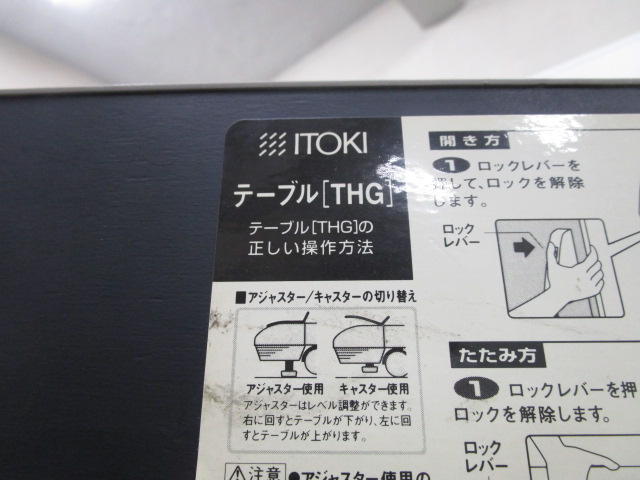 ITOKI
テーブル[THG]
テーブル[THG]の
正しい操作方法
■アジャスター/キャスターの切り替え
アジャスター使用 キャスター使用
アジャスターはレベル調整ができます。
右に回すとテーブルが下がり、左に回
すとテーブルが上がります。
⚠注意 ●アジャスター使用の
開き方
1 ロックレバーを
押して、ロックを解除
します。
ロック
レバー
たたみ方
1 ロックレバーを押
ロックを解除します。
ロック
レバー